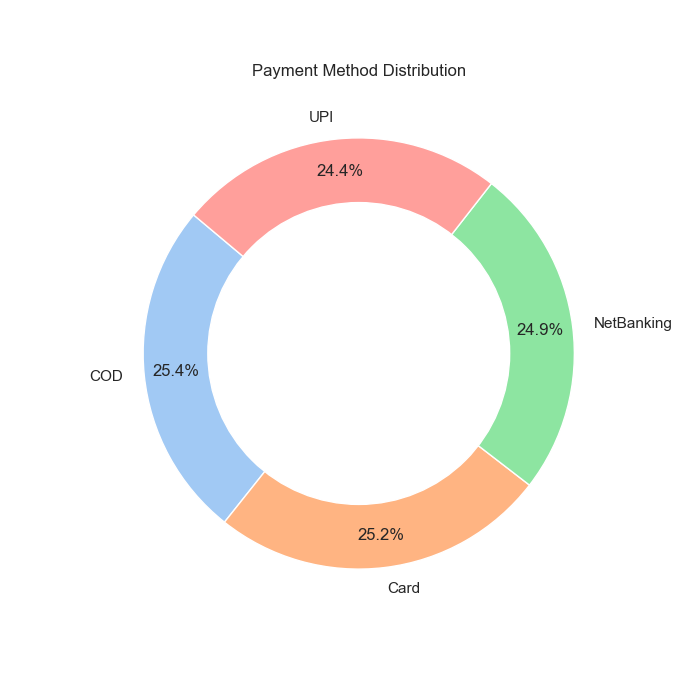 Payment Method Distribution
UPI
24.4%
NetBanking
24.9%
COD
25.4%
25.2%
Card